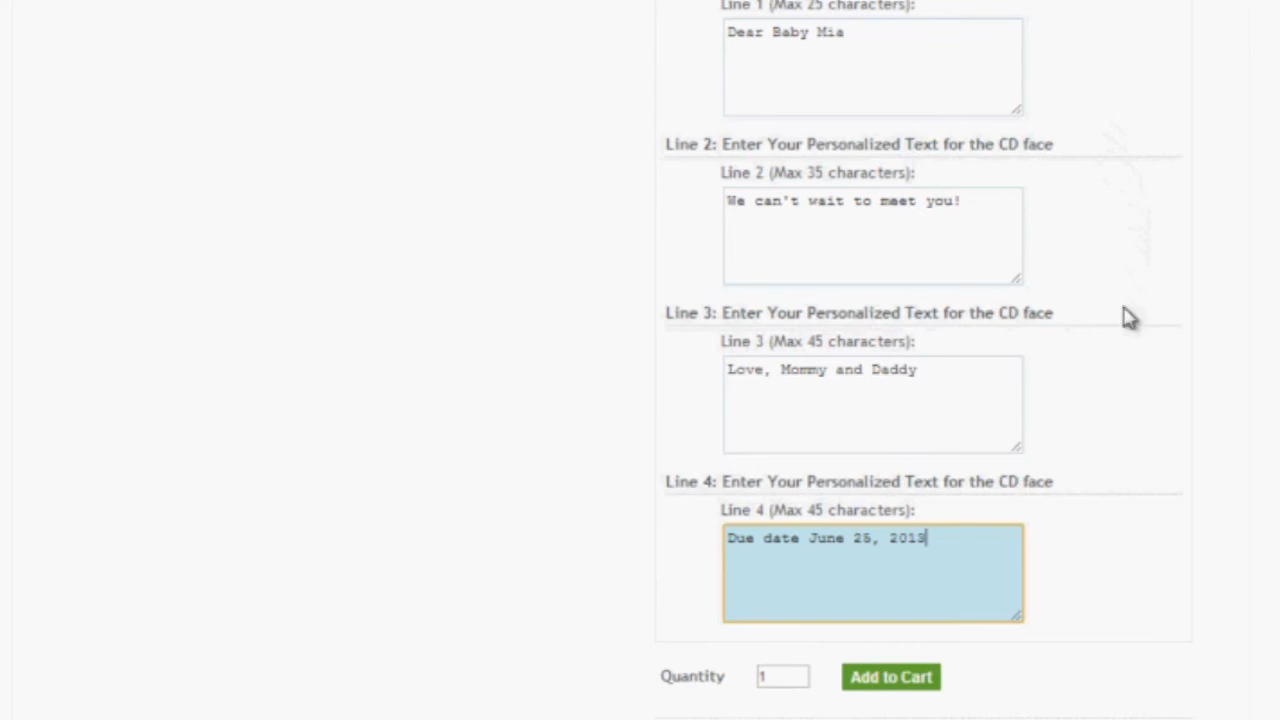 Line 1 (Max 25 characters):
Dear Baby Mia
Line 2: Enter Your Personalized Text for the CD face
Line 2 (Max 35 characters):
We can't wait to meet you!
Line 3: Enter Your Personalized Text for the CD face
Line 3 (Max 45 characters):
Love, Mommy and Daddy
Line 4: Enter Your Personalized Text for the CD face
Line 4 (Max 45 characters):
Due date June 25, 2013
Quantity 1 Add to Cart